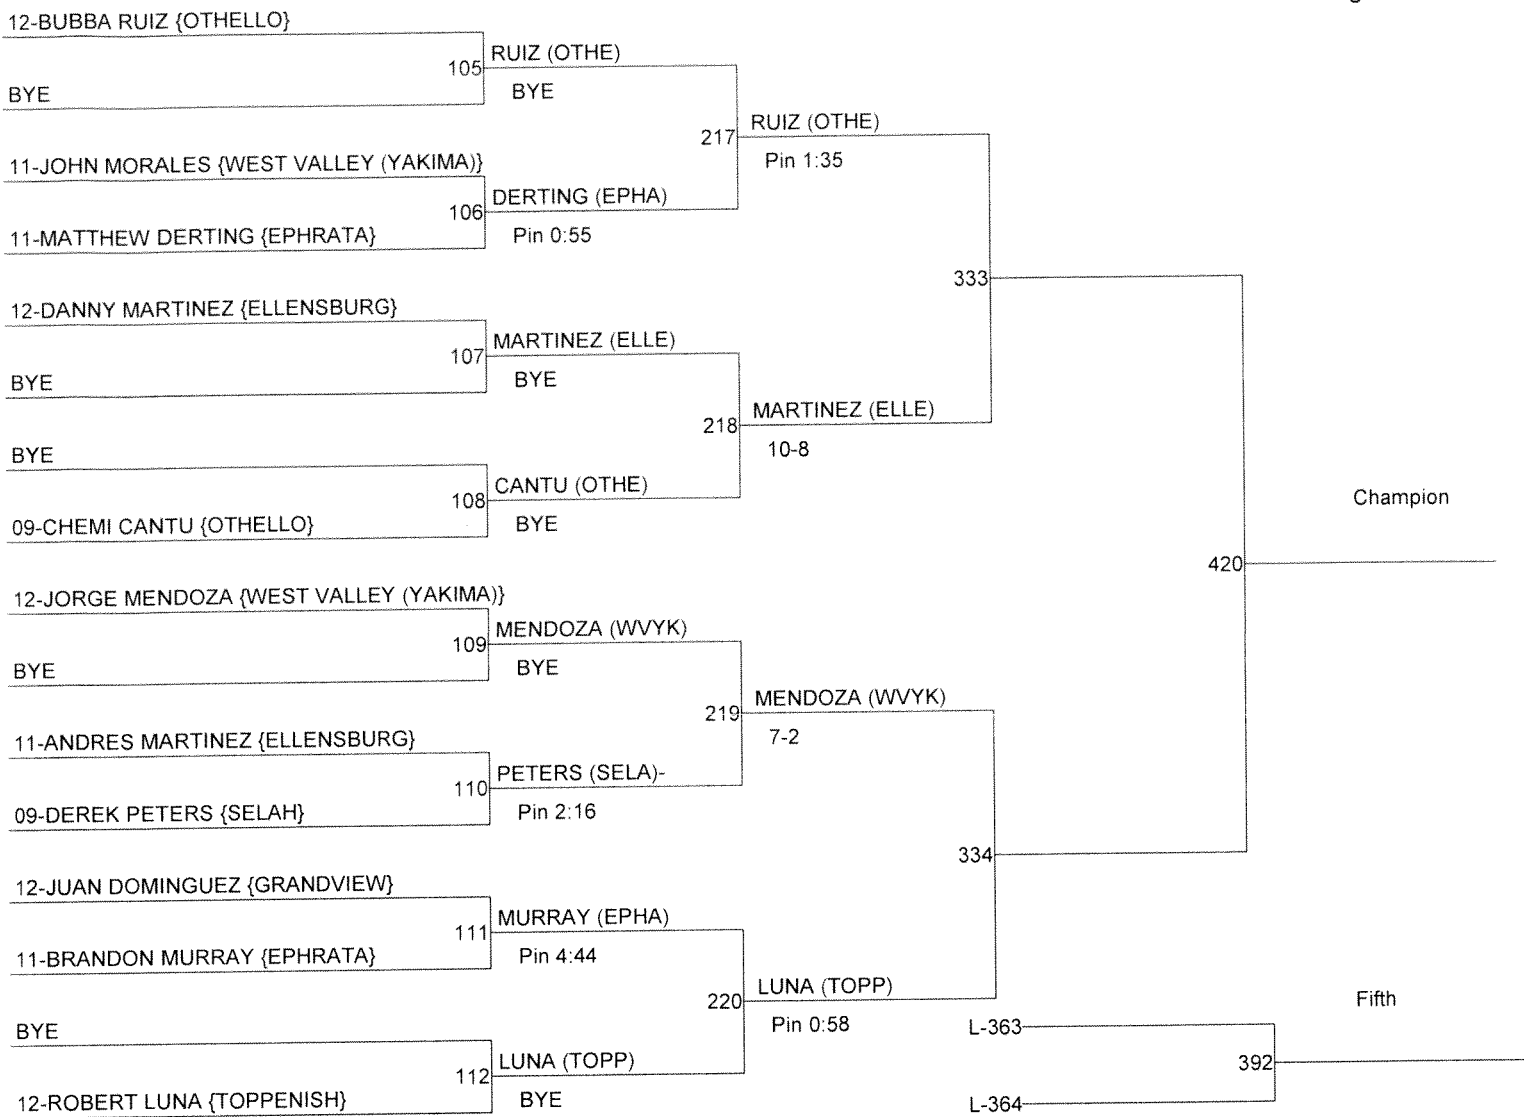 12-BUBBA RUIZ {OTHELLO}
105
RUIZ (OTHE)
BYE
BYE
217
RUIZ (OTHE)
Pin 1:35
11-JOHN MORALES {WEST VALLEY (YAKIMA)}
106
DERTING (EPHA)
11-MATTHEW DERTING {EPHRATA}
Pin 0:55
333
12-DANNY MARTINEZ {ELLENSBURG}
107
MARTINEZ (ELLE)
BYE
BYE
218
MARTINEZ (ELLE)
10-8
BYE
108
CANTU (OTHE)
09-CHEMI CANTU {OTHELLO}
BYE
Champion
420
12-JORGE MENDOZA {WEST VALLEY (YAKIMA)}
109
MENDOZA (WVYK)
BYE
BYE
219
MENDOZA (WVYK)
7-2
11-ANDRES MARTINEZ {ELLENSBURG}
110
PETERS (SELA)-
09-DEREK PETERS {SELAH}
Pin 2:16
334
12-JUAN DOMINGUEZ {GRANDVIEW}
111
MURRAY (EPHA)
11-BRANDON MURRAY {EPHRATA}
Pin 4:44
220
LUNA (TOPP)
Pin 0:58
BYE
112
LUNA (TOPP)
12-ROBERT LUNA {TOPPENISH}
BYE
Fifth
L-363
392
L-364